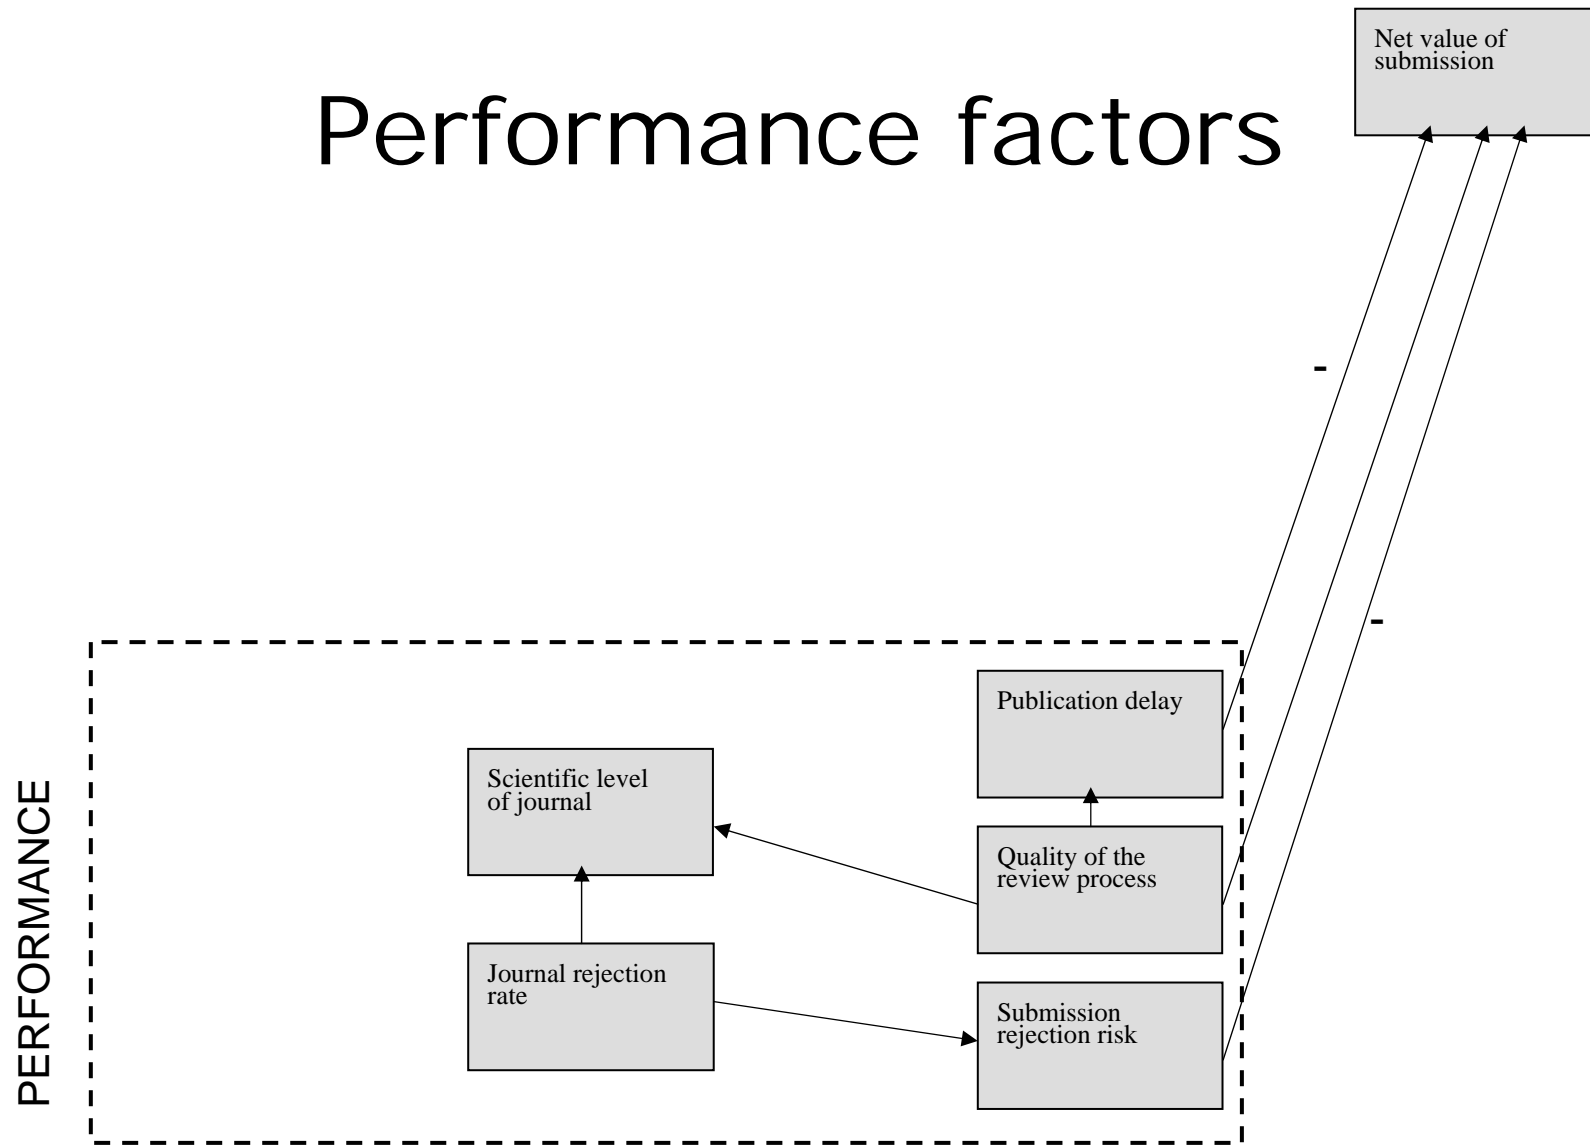 Net value of
submission
Performance factors
-
-
PERFORMANCE
Publication delay
Scientific level
of journal
Quality of the
review process
Journal rejection
rate
Submission
rejection risk